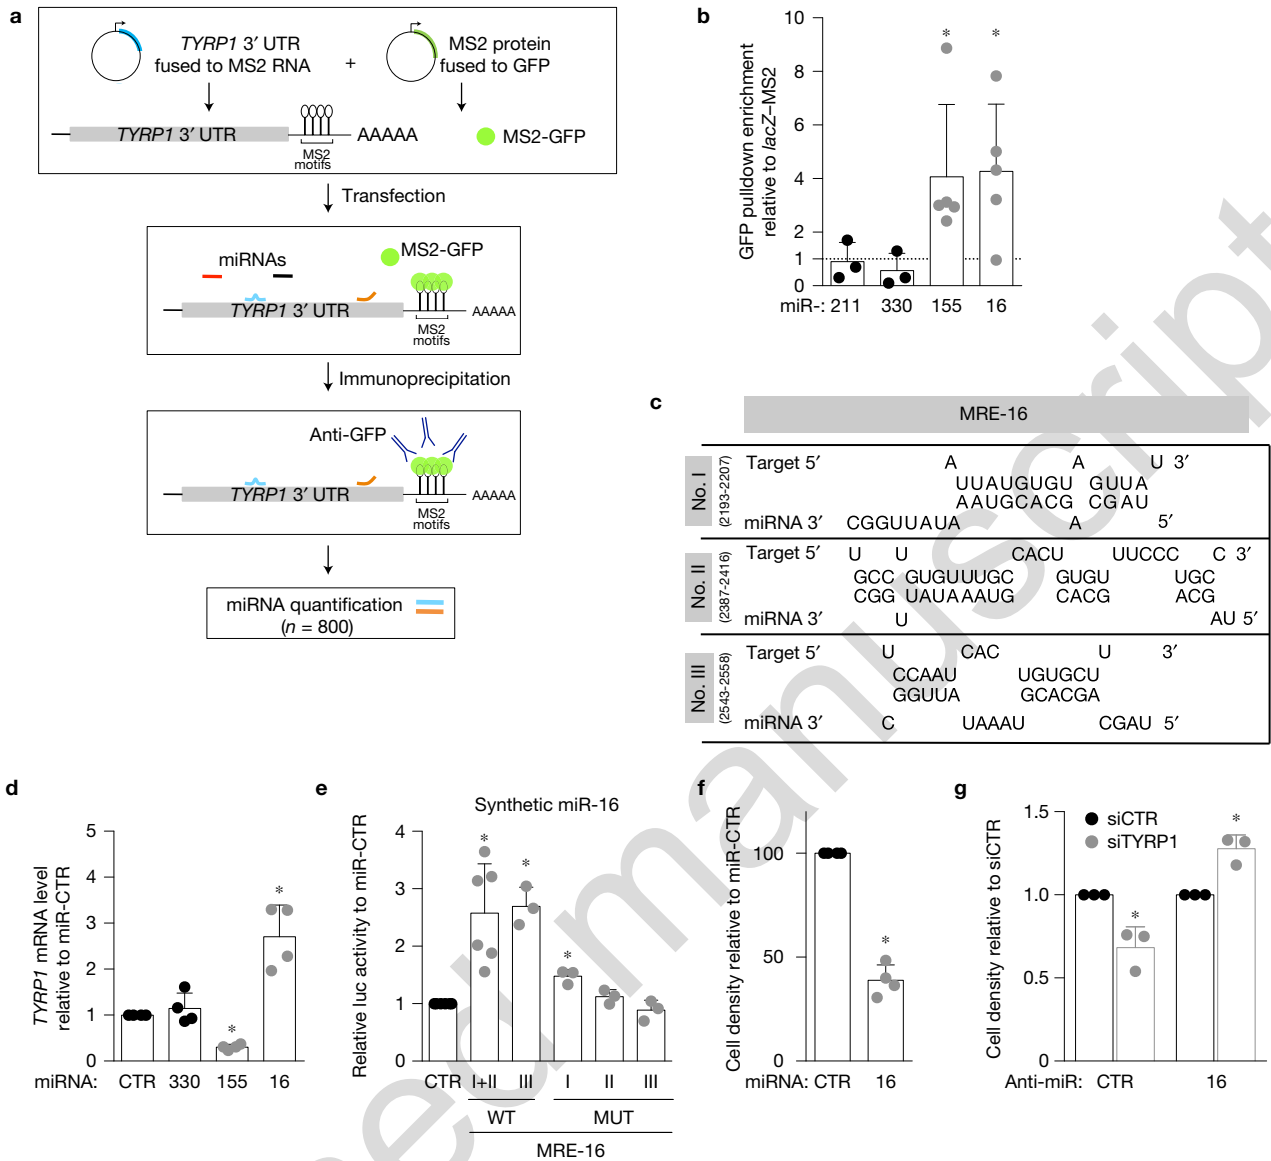 a
TYRP1 3′ UTR
fused to MS2 RNA
+
MS2 protein
fused to GFP
TYRP1 3′ UTR
AAAAA
MS2
motifs
MS2-GFP
Transfection
miRNAs
MS2-GFP
TYRP1 3′ UTR
AAAAA
MS2
motifs
Immunoprecipitation
Anti-GFP
TYRP1 3′ UTR
AAAAA
MS2
motifs
miRNA quantification
(n = 800)
b
GFP pulldown enrichment
relative to lacZ–MS2
10
8
6
4
2
1
0
* *
miR-: 211 330 155 16
c
MRE-16
No. I
(2193-2207)
Target 5′ A A U 3′
UUAUGUGU GUUA
AAUGCACG CGAU
miRNA 3′ CGGUUAUA A 5′
No. II
(2387-2416)
Target 5′ U U CACU UUCCC C 3′
GCC GUGUUUGC GUGU UGC
CGG UAUAAAUG CACG ACG
miRNA 3′ U AU 5′
No. III
(2543-2558)
Target 5′ U CAC U 3′
CCAAU UGUGCU
GGUUA GCACGA
miRNA 3′ C UAAAU CGAU 5′
d
TYRP1 mRNA level
relative to miR-CTR
5
4
3
2
1
0
* *
miRNA: CTR 330 155 16
e
Synthetic miR-16
Relative luc activity to miR-CTR
4
3
2
1
0
* * *
CTR I+II III I II III
WT MUT
MRE-16
f
Cell density relative to miR-CTR
100
50
0
*
miRNA: CTR 16
g
Cell density relative to siCTR
1.5
1.0
0.5
0
siCTR
siTYRP1
* *
Anti-miR: CTR 16
ed manuscript